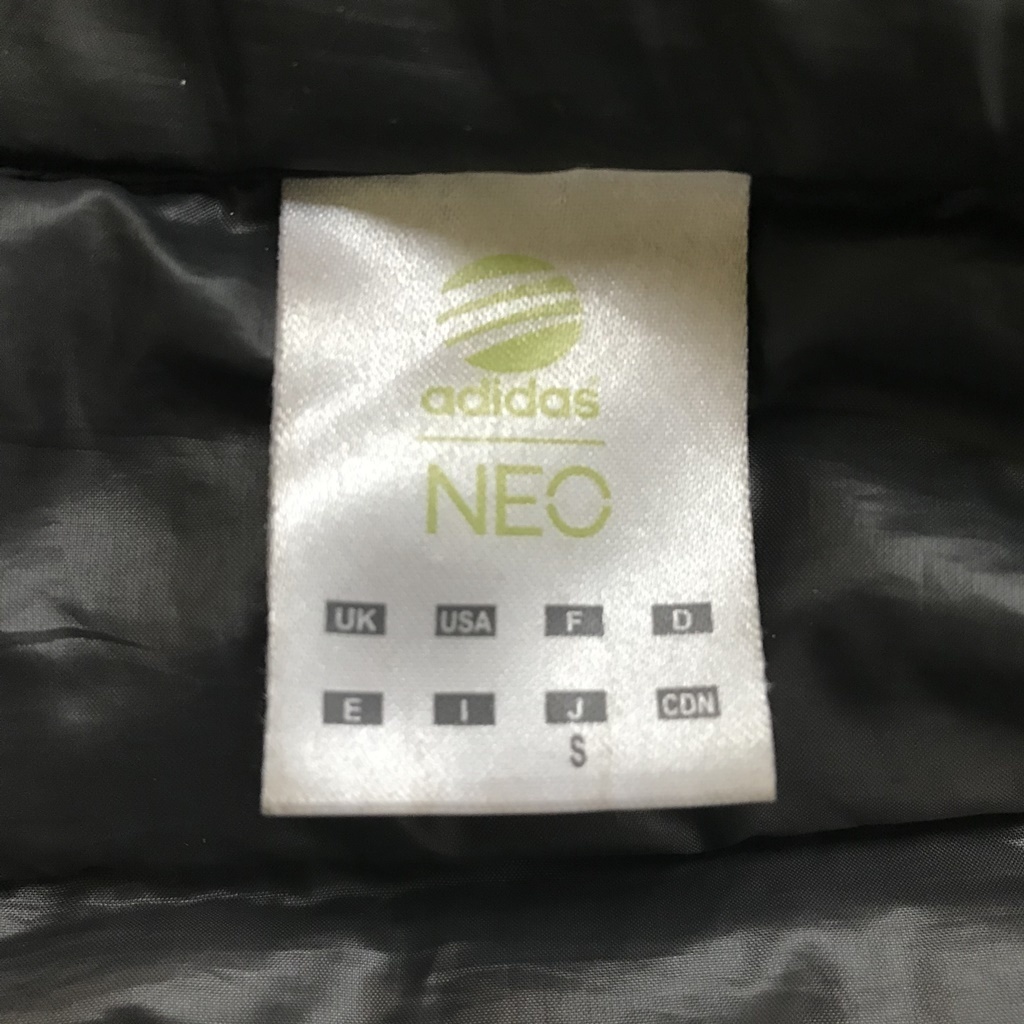 adidas
NEO
UK USA F D
E I J CDN
S